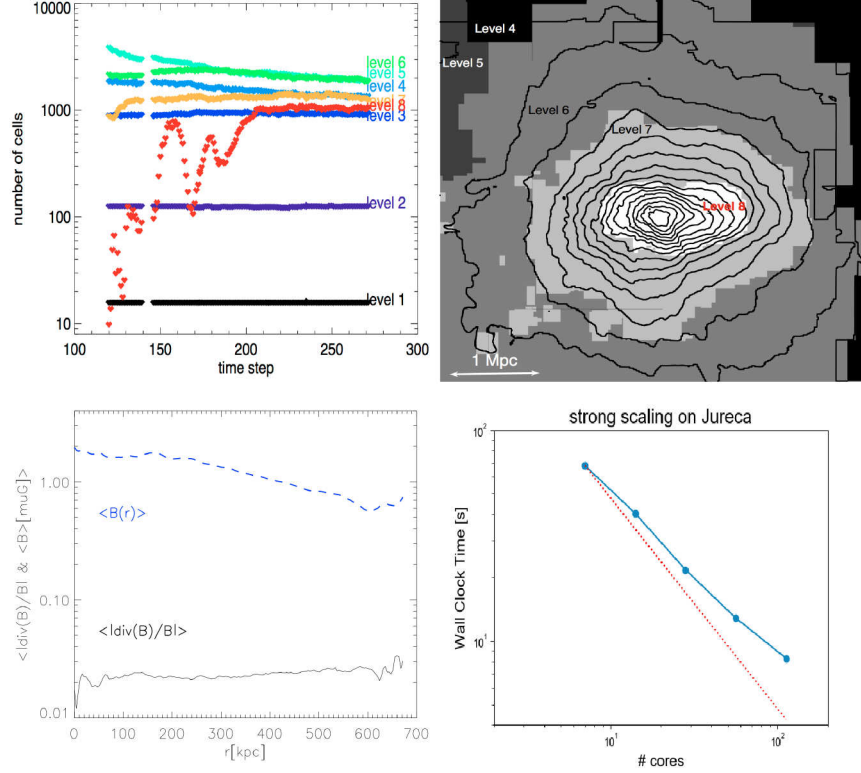 10000
1000
100
10
number of cells
level 6
level 5
level 4
level 7
level 8
level 3
level 2
level 1
100
150
200
250
300
time step
Level 4
Level 5
Level 6
Level 7
Level 8
1 Mpc
<|div(B)/B| & <B>[muG]>
1.00
0.10
0.01
<B(r)>
<|div(B)/B|>
0
100
200
300
400
500
600
700
r[kpc]
strong scaling on Jureca
Wall Clock Time [s]
10²
10¹
10¹
10²
# cores